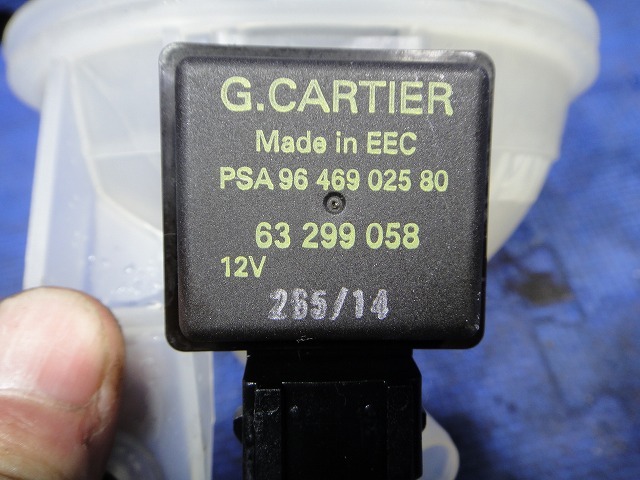 G.CARTIER
Made in EEC
PSA 96 469 025 80
63 299 058
12V
265/14